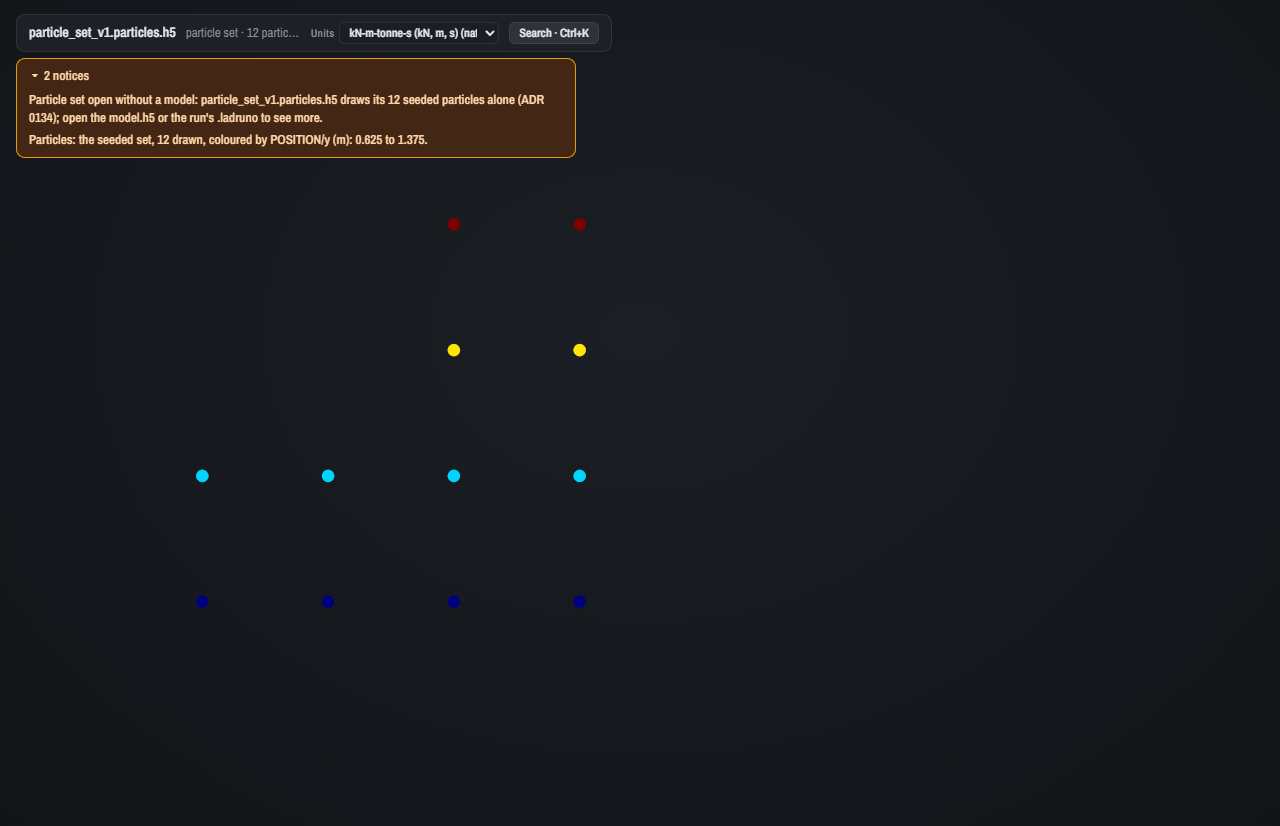 particle_set_v1.particles.h5 particle set · 12 partic… Units kN-m-tonne-s (kN, m, s) (nat Search · Ctrl+K
2 notices
Particle set open without a model: particle_set_v1.particles.h5 draws its 12 seeded particles alone (ADR
0134); open the model.h5 or the run's .ladruno to see more.
Particles: the seeded set, 12 drawn, coloured by POSITION/y (m): 0.625 to 1.375.